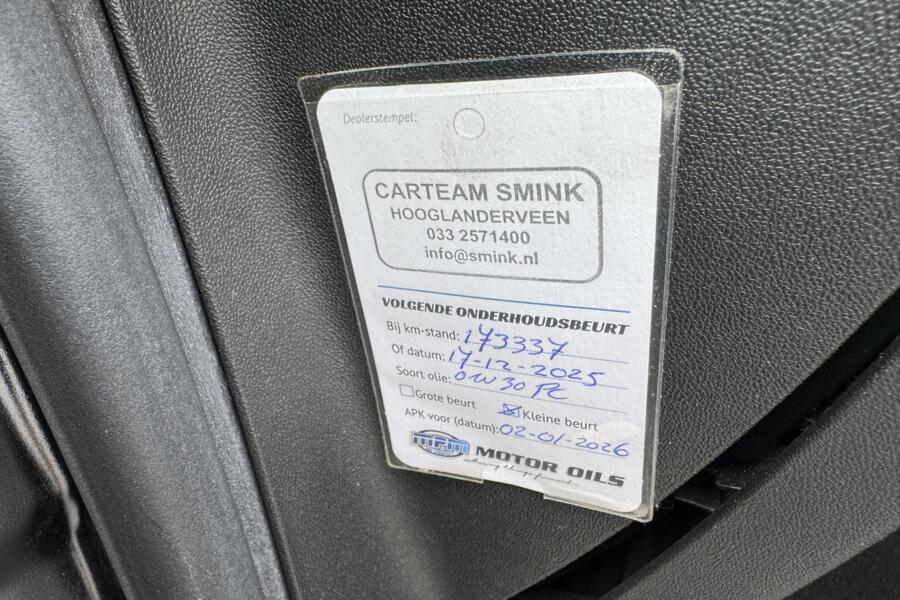 Dealerstempel:
CARTEAM SMINK
HOOGLANDERVEEN
033 2571400
info@smink.nl
VOLGENDE ONDERHOUDSBEURT
Bij km-stand: 173337
Of datum: 17-12-2025
Soort olie: 0W30 PC
Grote beurt Kleine beurt
APK voor (datum): 02-01-2026
MOTOR OILS